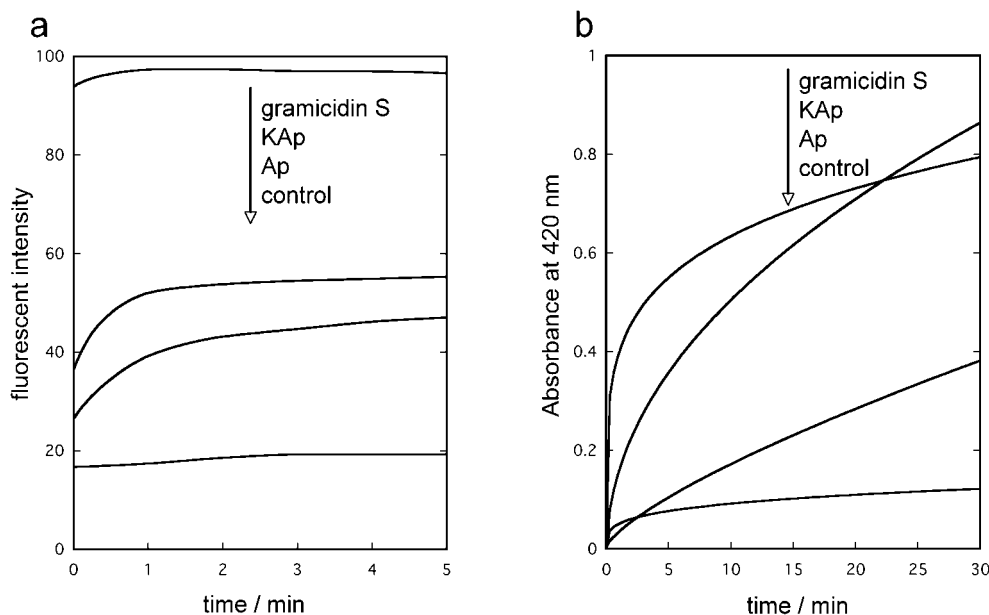 a
100
80
60
40
20
0
fluorescent intensity
gramicidin S
KAp
Ap
control
0 1 2 3 4 5
time / min
b
1
0.8
0.6
0.4
0.2
0
Absorbance at 420 nm
gramicidin S
KAp
Ap
control
0 5 10 15 20 25 30
time / min